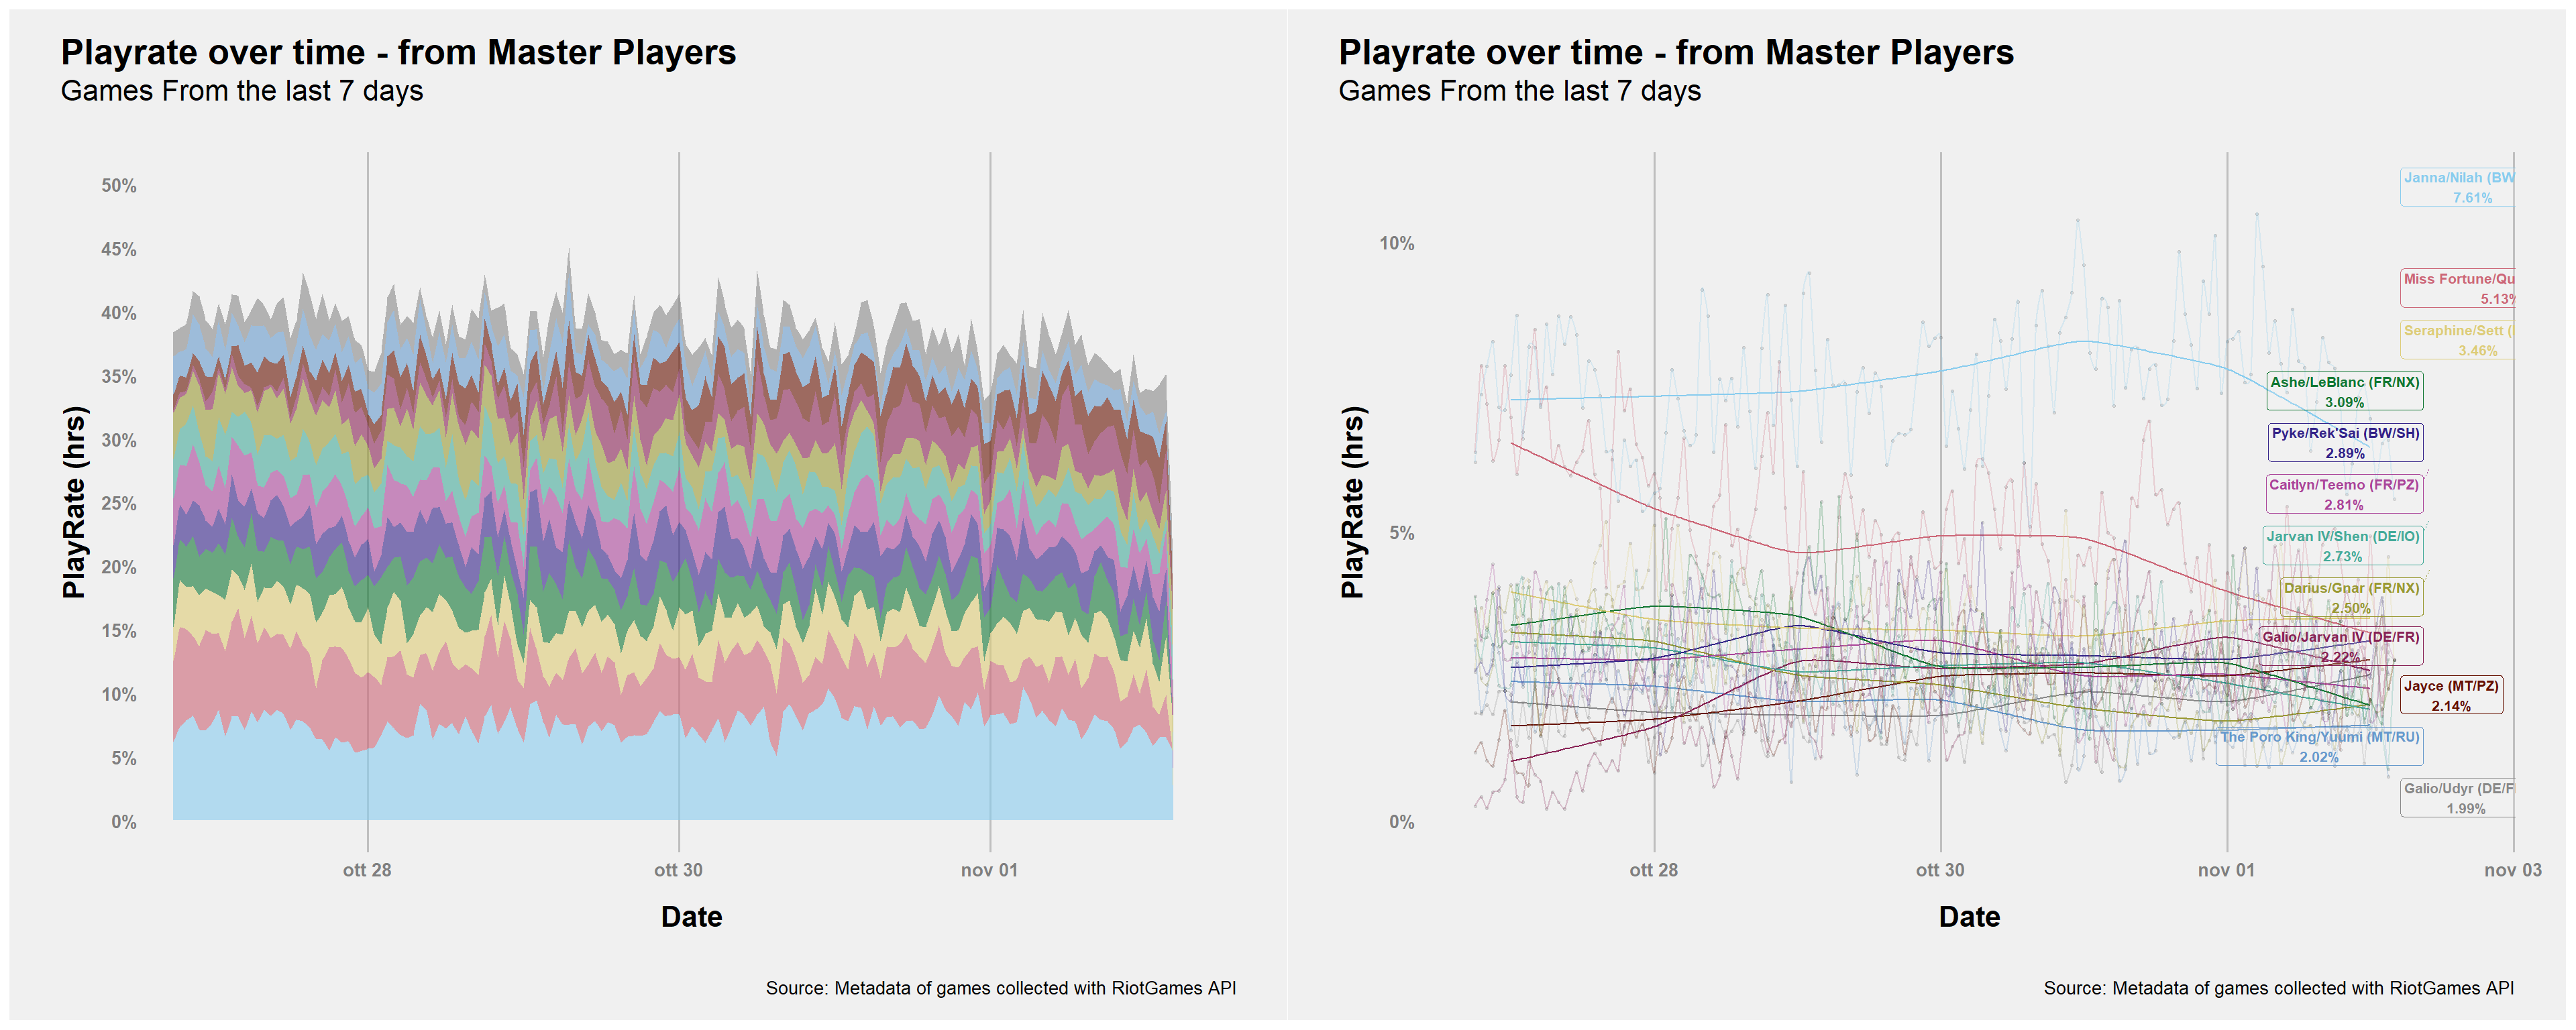 Playrate over time - from Master Players
Games From the last 7 days
50%
45%
40%
35%
30%
25%
20%
15%
10%
5%
0%
PlayRate (hrs)
ott 28
ott 30
nov 01
Date
Source: Metadata of games collected with RiotGames API
Playrate over time - from Master Players
Games From the last 7 days
10%
5%
0%
PlayRate (hrs)
Janna/Nilah (BW
7.61%
Miss Fortune/Qu
5.13%
Seraphine/Sett (
3.46%
Ashe/LeBlanc (FR/NX)
3.09%
Pyke/Rek'Sai (BW/SH)
2.89%
Caitlyn/Teemo (FR/PZ)
2.81%
Jarvan IV/Shen (DE/IO)
2.73%
Darius/Gnar (FR/NX)
2.50%
Galio/Jarvan IV (DE/FR)
2.22%
Jayce (MT/PZ)
2.14%
The Poro King/Yuumi (MT/RU)
2.02%
Galio/Udyr (DE/F
1.99%
ott 28
ott 30
nov 01
nov 03
Date
Source: Metadata of games collected with RiotGames API